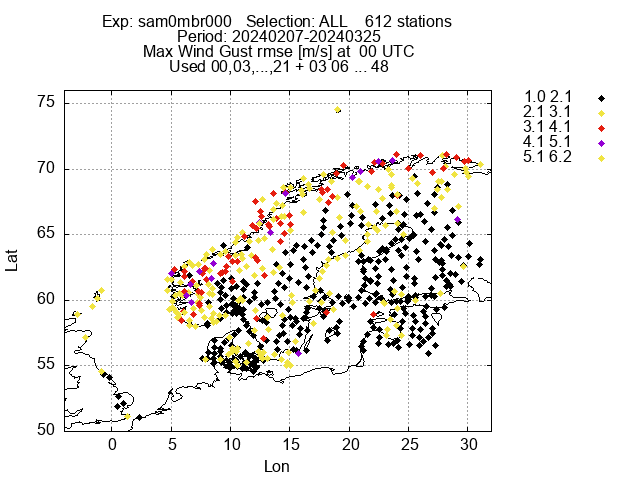 Exp: sam0mbr000 Selection: ALL 612 stations
Period: 20240207-20240325
Max Wind Gust rmse [m/s] at 00 UTC
Used 00,03,...,21 + 03 06 ... 48
1.0 2.1
2.1 3.1
3.1 4.1
4.1 5.1
5.1 6.2
75
70
65
60
55
50
Lat
0 5 10 15 20 25 30
Lon